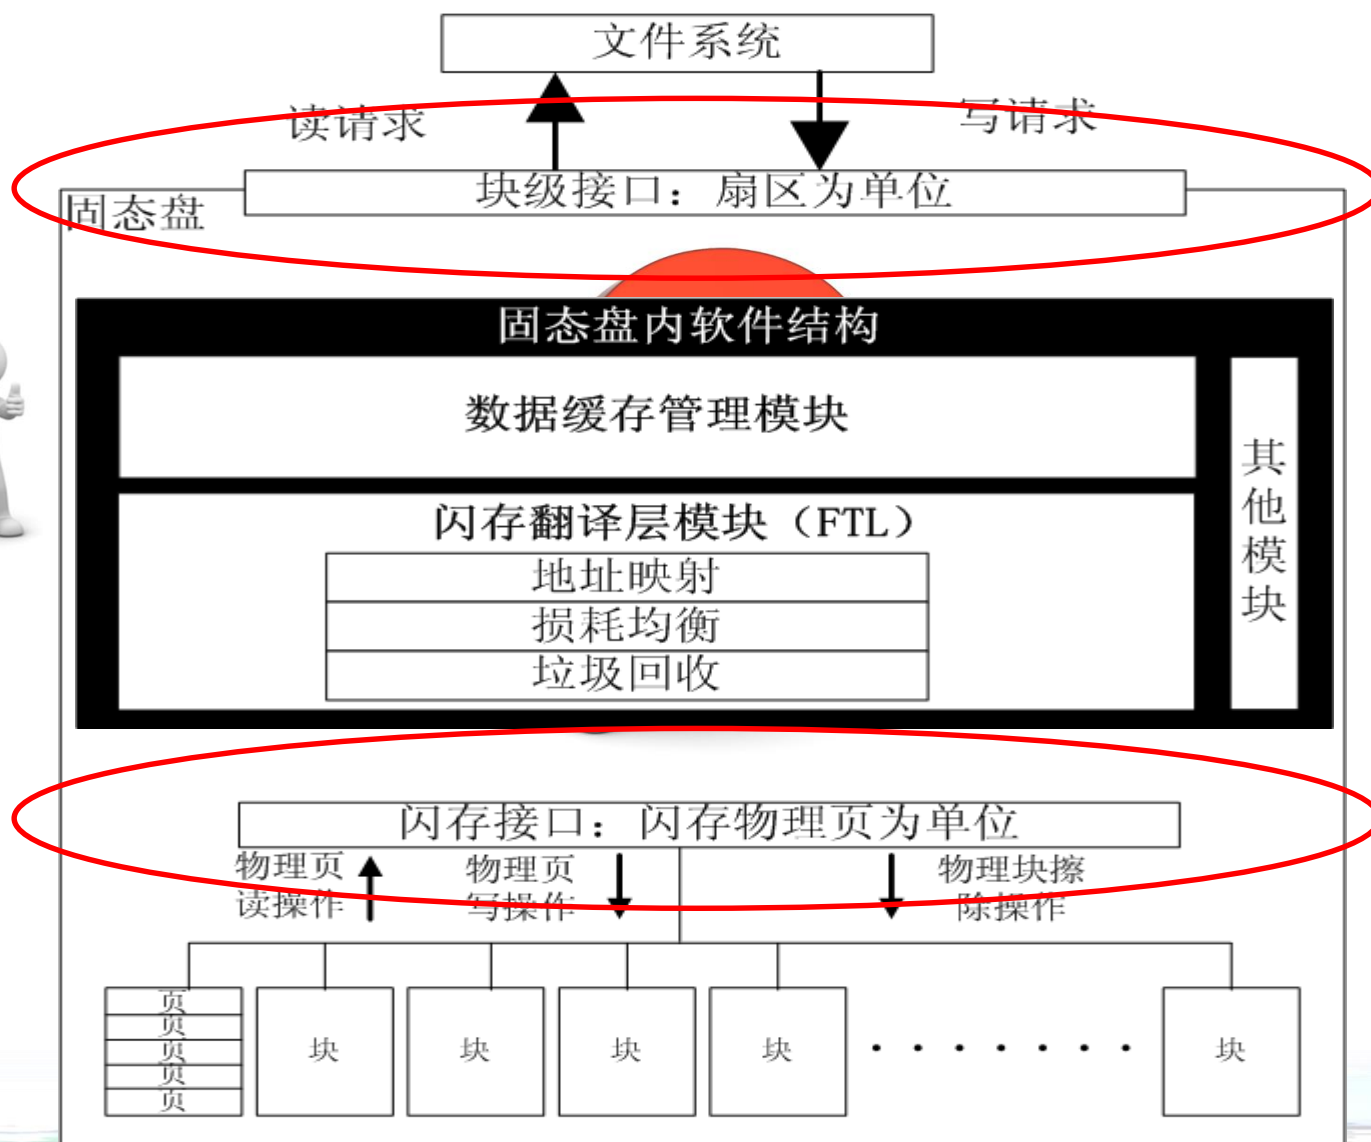 文件系统
读请求
写请求
块级接口：扇区为单位
固态盘
固态盘内软件结构
数据缓存管理模块
其他模块
闪存翻译层模块（FTL）
地址映射
损耗均衡
垃圾回收
闪存接口：闪存物理页为单位
物理页
读操作
物理页
写操作
物理块擦
除操作
页
页
页
页
页
块
块
块
块
块